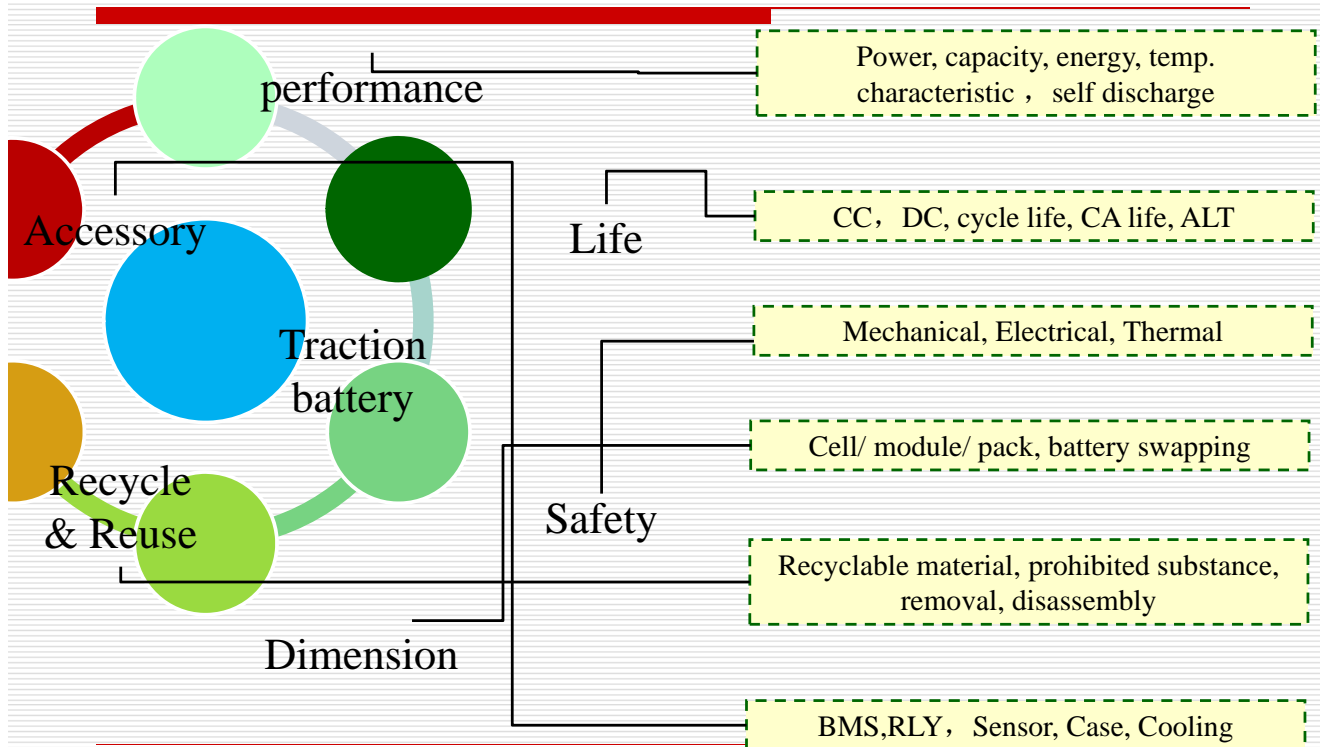 performance
Power, capacity, energy, temp.
characteristic ，self discharge
Accessory
Life
CC，DC, cycle life, CA life, ALT
Traction
battery
Mechanical, Electrical, Thermal
Cell/ module/ pack, battery swapping
Recycle
& Reuse
Safety
Recyclable material, prohibited substance,
removal, disassembly
Dimension
BMS,RLY，Sensor, Case, Cooling